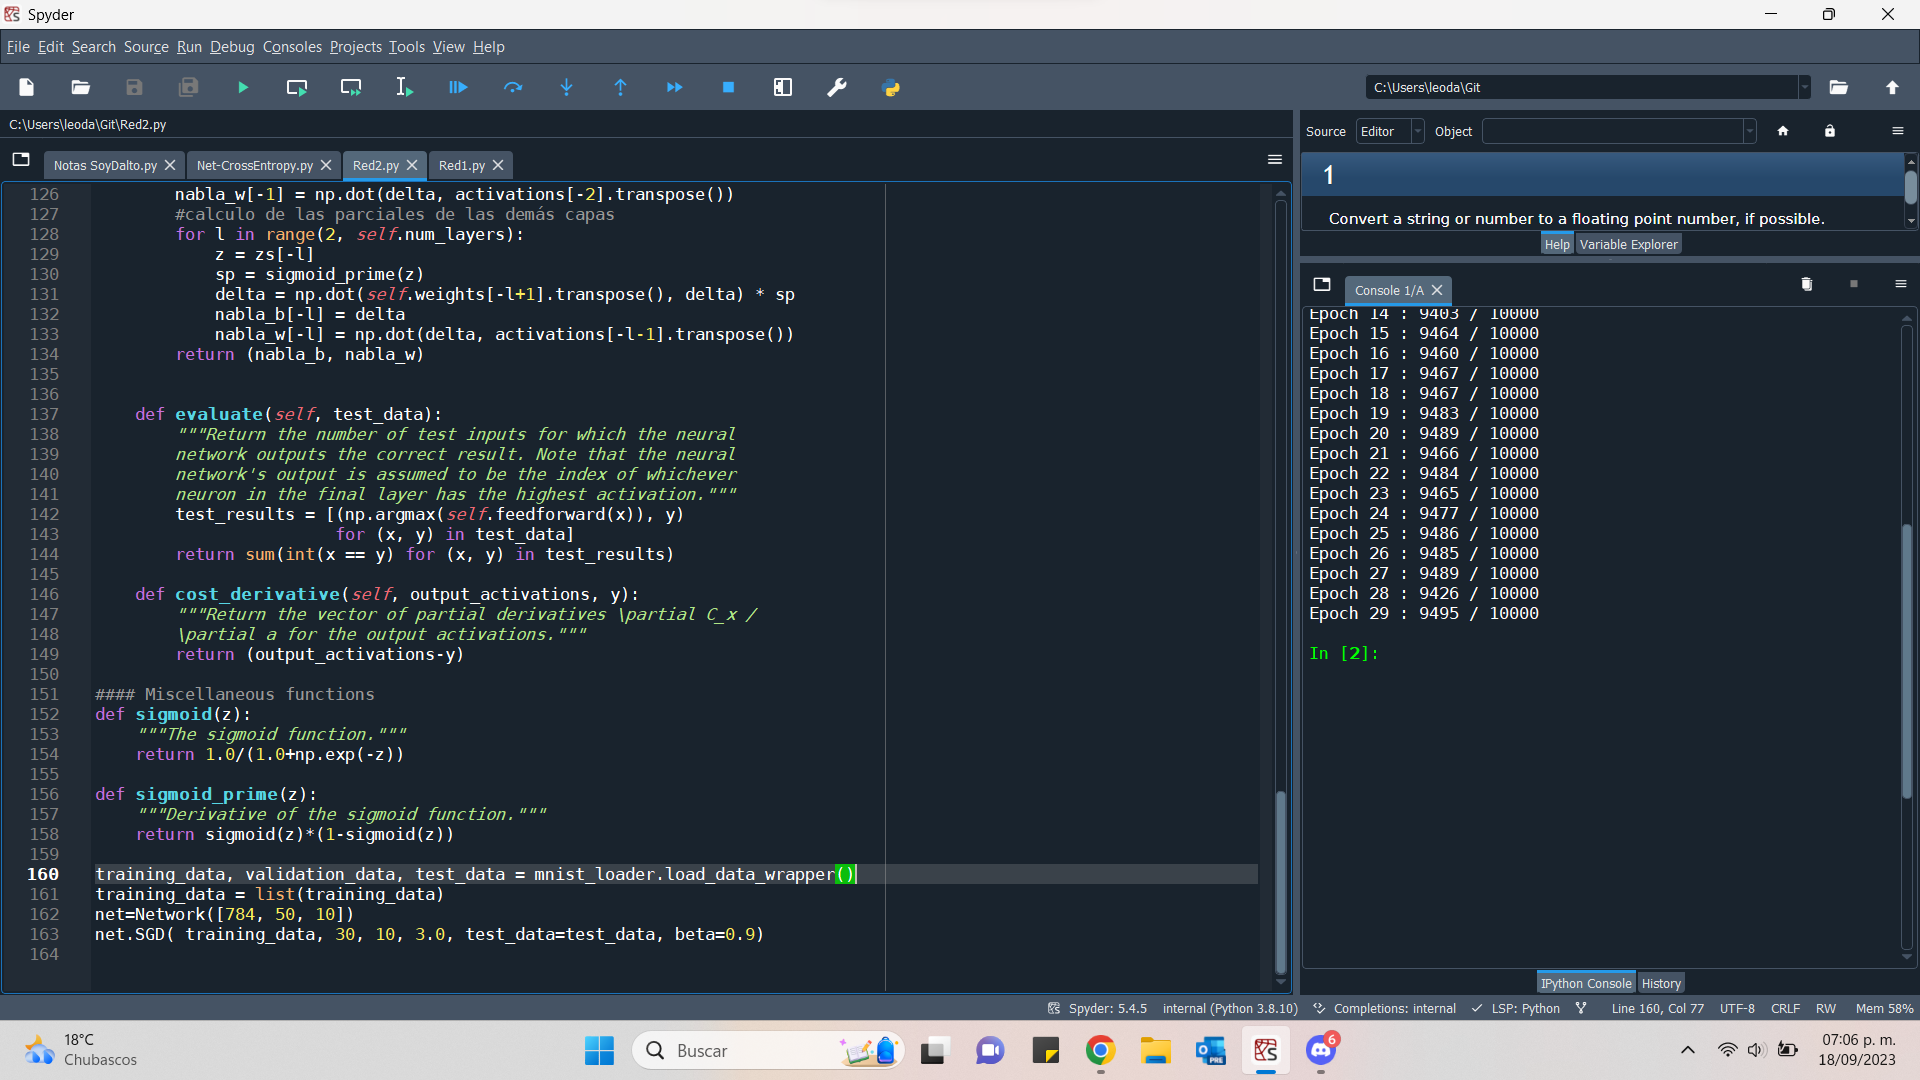 Spyder
File Edit Search Source Run Debug Consoles Projects Tools View Help
C:\Users\leoda\Git
C:\Users\leoda\Git\Red2.py
Notas SoyDalto.py Net-CrossEntropy.py Red2.py Red1.py
126 nabla_w[-1] = np.dot(delta, activations[-2].transpose())
127 #calculo de las parciales de las demás capas
128 for l in range(2, self.num_layers):
129 z = zs[-l]
130 sp = sigmoid_prime(z)
131 delta = np.dot(self.weights[-l+1].transpose(), delta) * sp
132 nabla_b[-l] = delta
133 nabla_w[-l] = np.dot(delta, activations[-l-1].transpose())
134 return (nabla_b, nabla_w)
135
136
137 def evaluate(self, test_data):
138 """Return the number of test inputs for which the neural
139 network outputs the correct result. Note that the neural
140 network's output is assumed to be the index of whichever
141 neuron in the final layer has the highest activation."""
142 test_results = [(np.argmax(self.feedforward(x)), y)
143 for (x, y) in test_data]
144 return sum(int(x == y) for (x, y) in test_results)
145
146 def cost_derivative(self, output_activations, y):
147 """Return the vector of partial derivatives \partial C_x /
148 \partial a for the output activations."""
149 return (output_activations-y)
150
151 #### Miscellaneous functions
152 def sigmoid(z):
153 """The sigmoid function."""
154 return 1.0/(1.0+np.exp(-z))
155
156 def sigmoid_prime(z):
157 """Derivative of the sigmoid function."""
158 return sigmoid(z)*(1-sigmoid(z))
159
160 training_data, validation_data, test_data = mnist_loader.load_data_wrapper()
161 training_data = list(training_data)
162 net=Network([784, 50, 10])
163 net.SGD( training_data, 30, 10, 3.0, test_data=test_data, beta=0.9)
164
Source Editor Object
1
Convert a string or number to a floating point number, if possible.
Help Variable Explorer
Console 1/A
Epoch 14 : 9403 / 10000
Epoch 15 : 9464 / 10000
Epoch 16 : 9460 / 10000
Epoch 17 : 9467 / 10000
Epoch 18 : 9467 / 10000
Epoch 19 : 9483 / 10000
Epoch 20 : 9489 / 10000
Epoch 21 : 9466 / 10000
Epoch 22 : 9484 / 10000
Epoch 23 : 9465 / 10000
Epoch 24 : 9477 / 10000
Epoch 25 : 9486 / 10000
Epoch 26 : 9485 / 10000
Epoch 27 : 9489 / 10000
Epoch 28 : 9426 / 10000
Epoch 29 : 9495 / 10000
In [2]:
IPython Console History
Spyder: 5.4.5 internal (Python 3.8.10) Completions: internal LSP: Python Line 160, Col 77 UTF-8 CRLF RW Mem 58%
18°C
Chubascos
Buscar
PRE
6
07:06 p. m.
18/09/2023